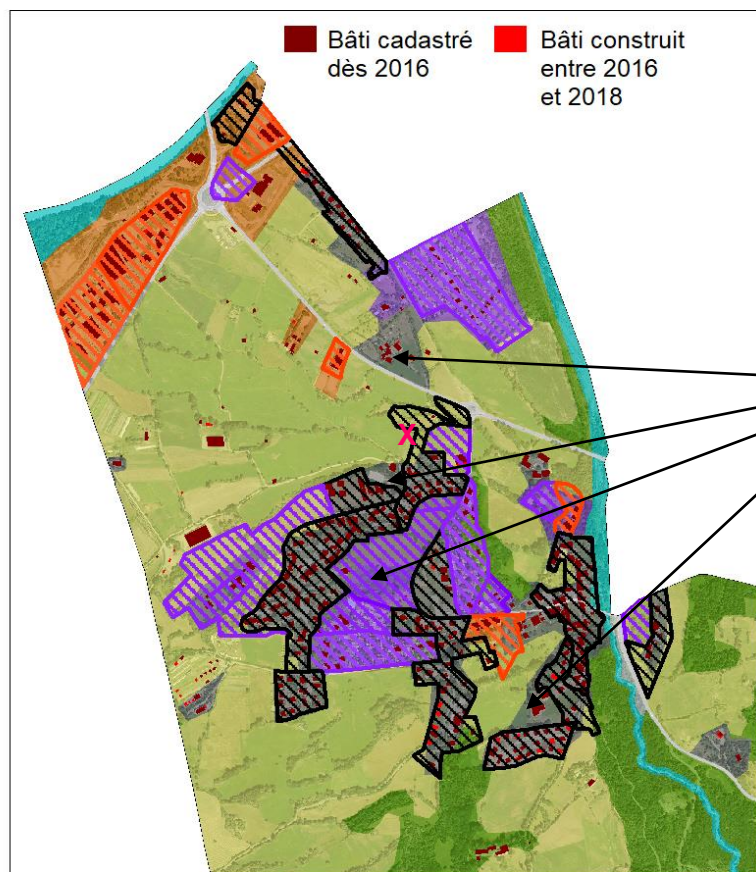 Bâti cadastré
dès 2016
Bâti construit
entre 2016
et 2018
X